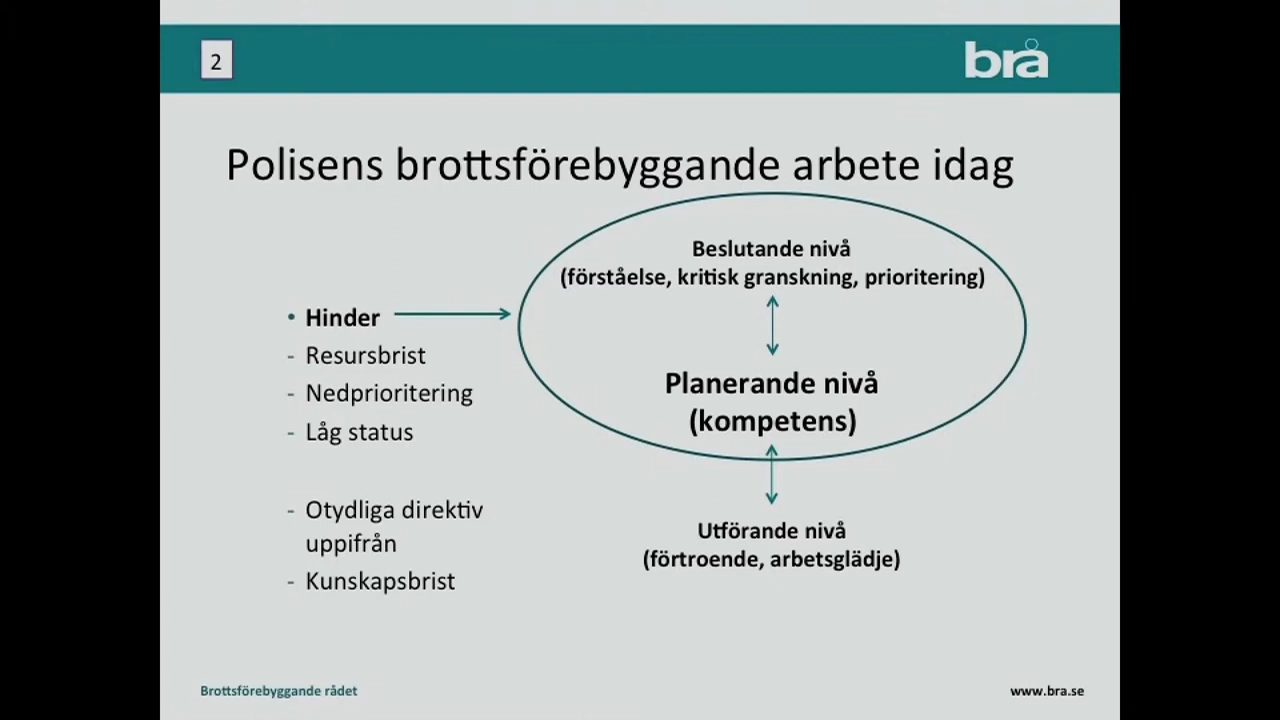 2
brå
Polisens brottsförebyggande arbete idag
Beslutande nivå
(förståelse, kritisk granskning, prioritering)
• Hinder
- Resursbrist
- Nedprioritering
- Låg status
- Otydliga direktiv
uppifrån
- Kunskapsbrist
Planerande nivå
(kompetens)
Utförande nivå
(förtroende, arbetsglädje)
Brottsförebyggande rådet
www.bra.se